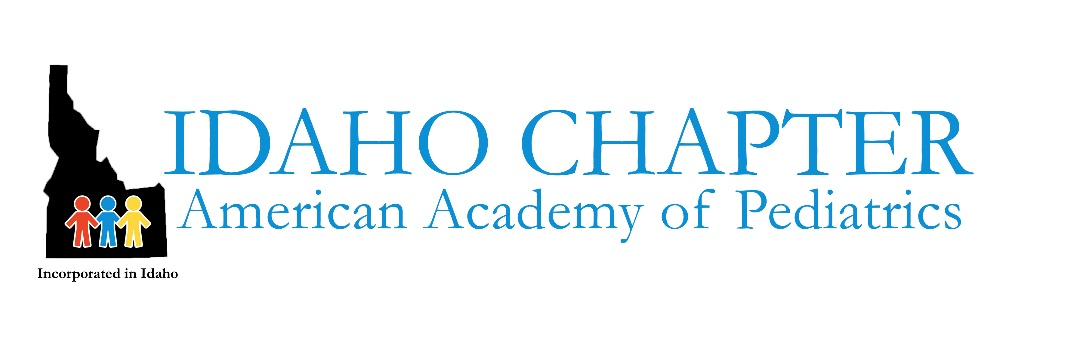 IDAHO CHAPTER
American Academy of Pediatrics
Incorporated in Idaho